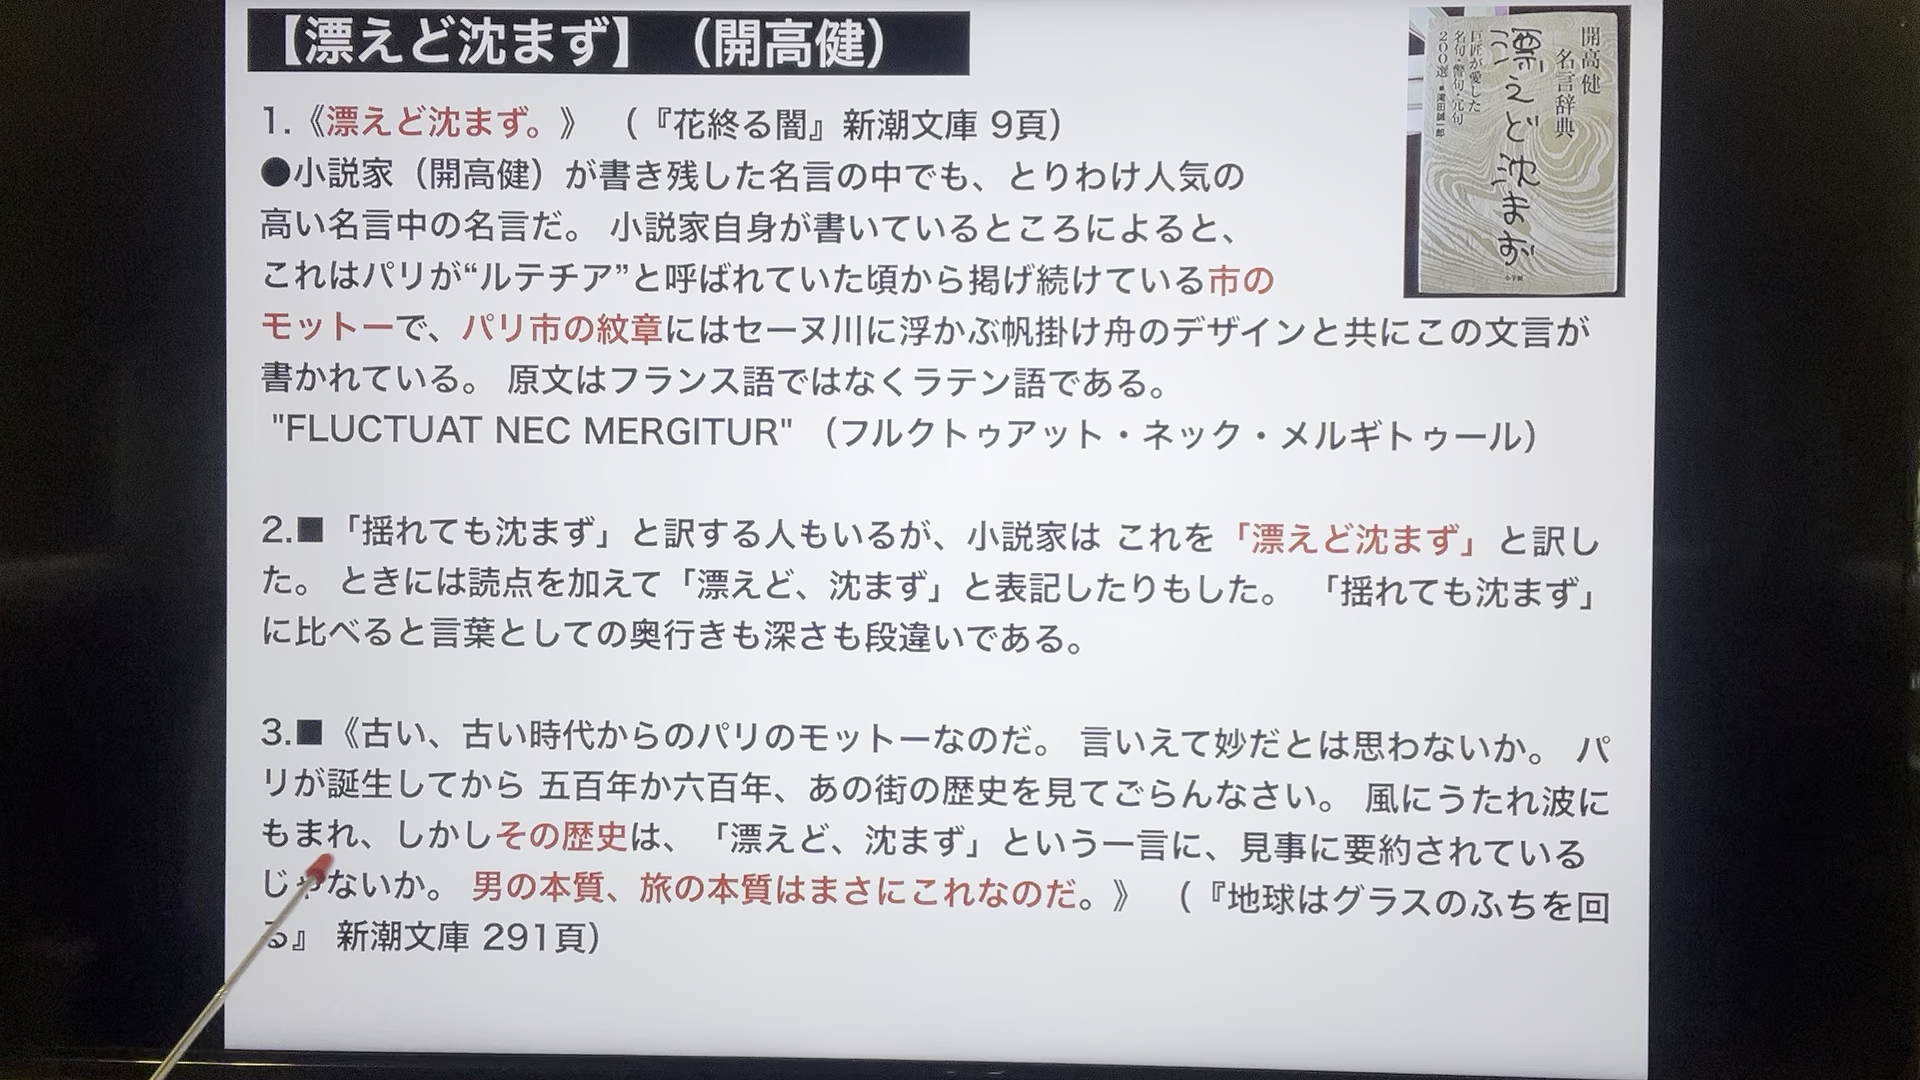 【漂えど沈まず】（開高健）
1.《漂えど沈まず。》（『花終る闇』新潮文庫 9頁）
●小説家（開高健）が書き残した名言の中でも、とりわけ人気の
高い名言中の名言だ。 小説家自身が書いているところによると、
これはパリが“ルテチア”と呼ばれていた頃から掲げ続けている市の
モットーで、パリ市の紋章にはセーヌ川に浮かぶ帆掛け舟のデザインと共にこの文言が
書かれている。 原文はフランス語ではなくラテン語である。
"FLUCTUAT NEC MERGITUR" （フルクトゥアット・ネック・メルギトゥール）
2.■「揺れても沈まず」と訳する人もいるが、小説家は これを「漂えど沈まず」と訳し
た。 ときには読点を加えて「漂えど、沈まず」と表記したりもした。 「揺れても沈まず」
に比べると言葉としての奥行きも深さも段違いである。
3.■《古い、古い時代からのパリのモットーなのだ。 言いえて妙だとは思わないか。 パ
リが誕生してから 五百年か六百年、あの街の歴史を見てごらんなさい。 風にうたれ波に
もまれ、しかしその歴史は、「漂えど、沈まず」という一言に、見事に要約されている
じゃないか。 男の本質、旅の本質はまさにこれなのだ。》 （『地球はグラスのふちを回
る』 新潮文庫 291頁）
開高健
名言辞典
漂えど沈まず
巨匠が愛した
名句・警句・冗句
200選
滝田誠一郎
小学館